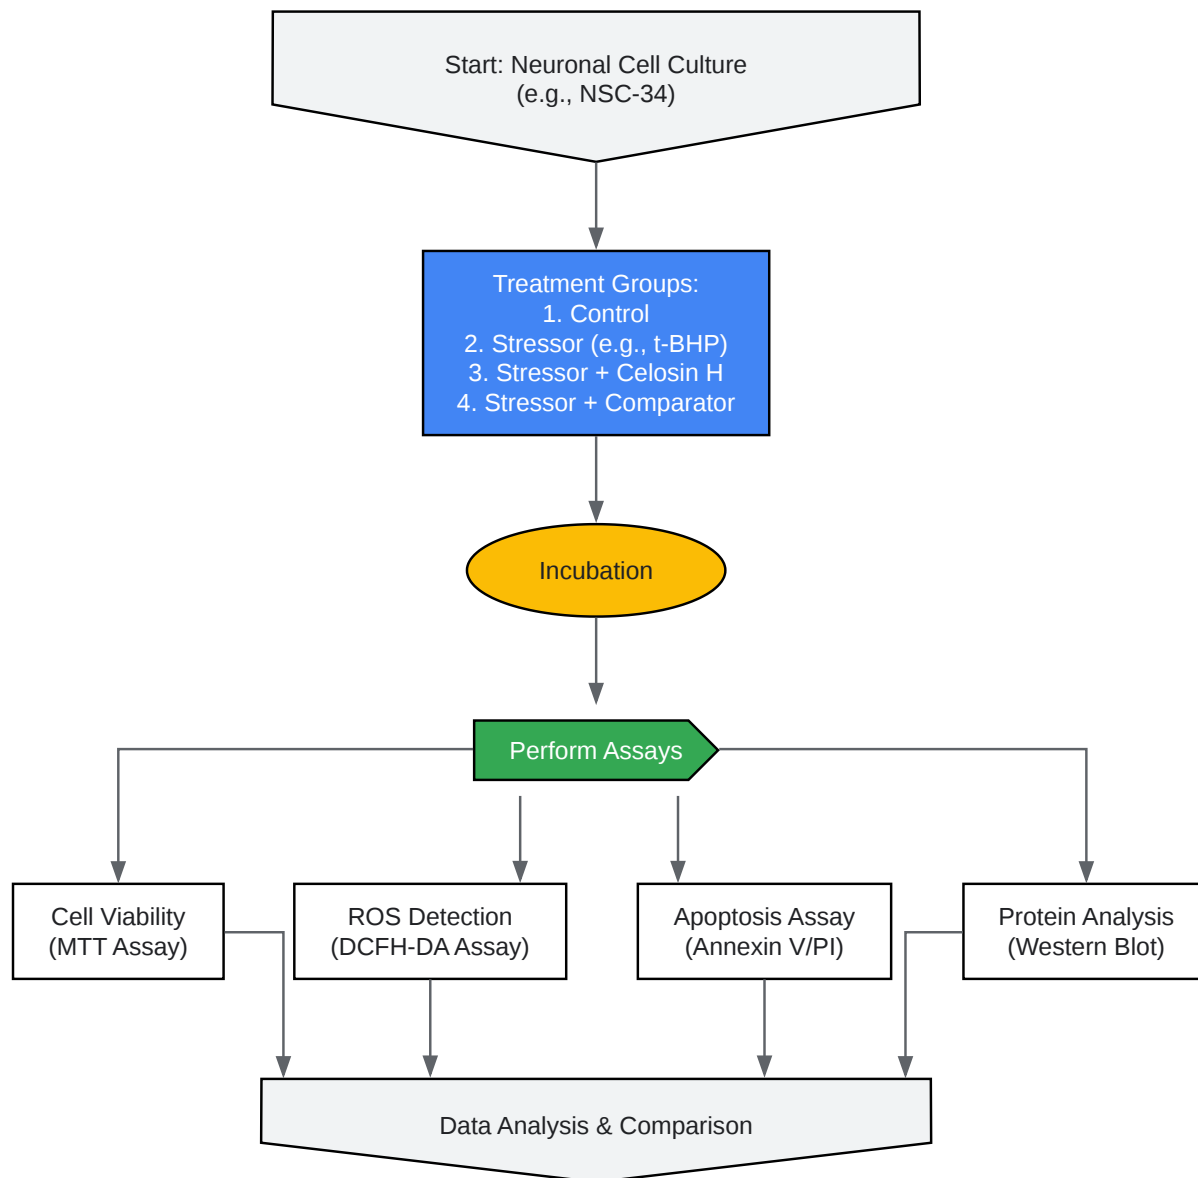 Start: Neuronal Cell Culture
(e.g., NSC-34)
Treatment Groups:
1. Control
2. Stressor (e.g., t-BHP)
3. Stressor + Celosin H
4. Stressor + Comparator
Incubation
Perform Assays
Cell Viability
(MTT Assay)
ROS Detection
(DCFH-DA Assay)
Apoptosis Assay
(Annexin V/PI)
Protein Analysis
(Western Blot)
Data Analysis & Comparison